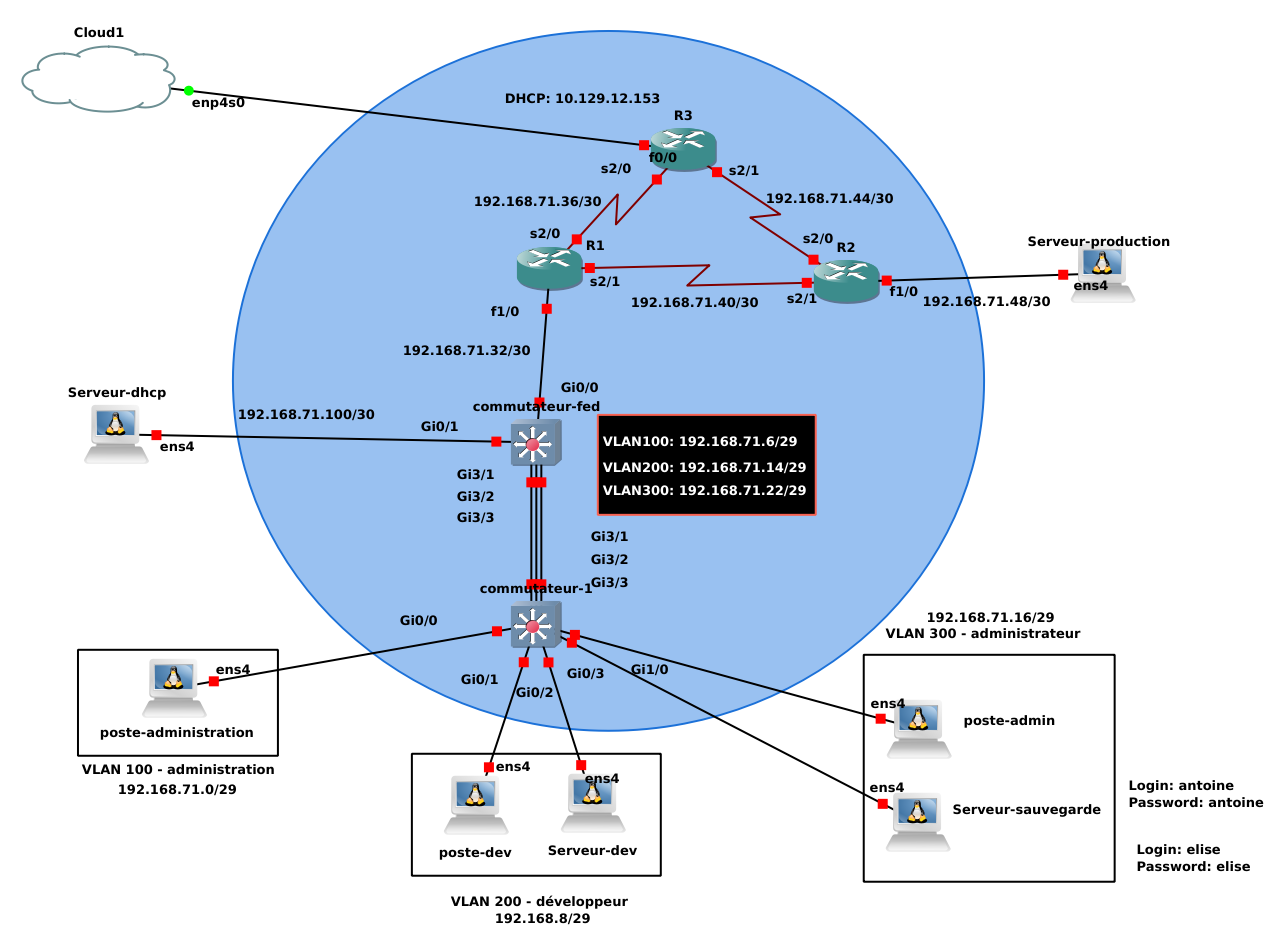 Cloud1
enp4s0
DHCP: 10.129.12.153
R3
f0/0
s2/0
s2/1
192.168.71.36/30
192.168.71.44/30
s2/0
R1
s2/0
R2
Serveur-production
s2/1
192.168.71.40/30
s2/1
f1/0
ens4
192.168.71.48/30
f1/0
192.168.71.32/30
Serveur-dhcp
Gi0/0
commutateur-fed
192.168.71.100/30
Gi0/1
ens4
VLAN100: 192.168.71.6/29
VLAN200: 192.168.71.14/29
VLAN300: 192.168.71.22/29
Gi3/1
Gi3/2
Gi3/3
Gi3/1
Gi3/2
Gi3/3
commutateur-1
Gi0/0
192.168.71.16/29
VLAN 300 - administrateur
ens4
Gi0/1
Gi0/2
Gi0/3
Gi1/0
poste-administration
VLAN 100 - administration
192.168.71.0/29
ens4
poste-admin
ens4
ens4
poste-dev
Serveur-dev
ens4
Serveur-sauvegarde
Login: antoine
Password: antoine
Login: elise
Password: elise
VLAN 200 - développeur
192.168.8/29